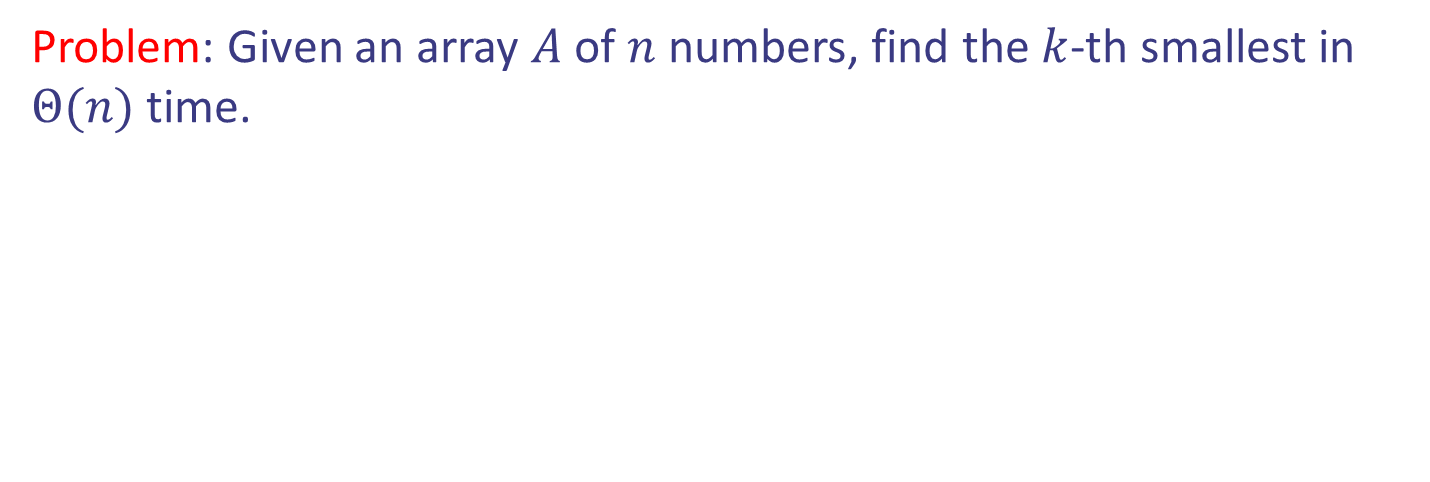 Problem: Given an array A of n numbers, find the k-th smallest in
Θ(n) time.